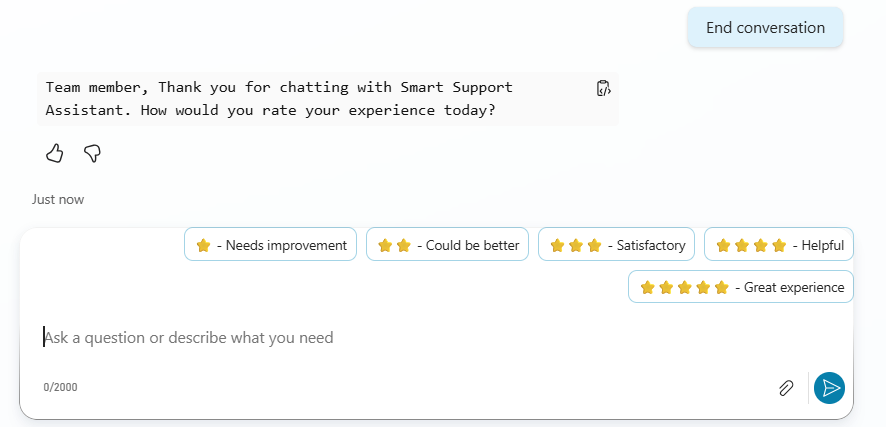 End conversation
Team member, Thank you for chatting with Smart Support
Assistant. How would you rate your experience today?
Just now
- Needs improvement
- Could be better
- Satisfactory
- Helpful
- Great experience
Ask a question or describe what you need
0/2000